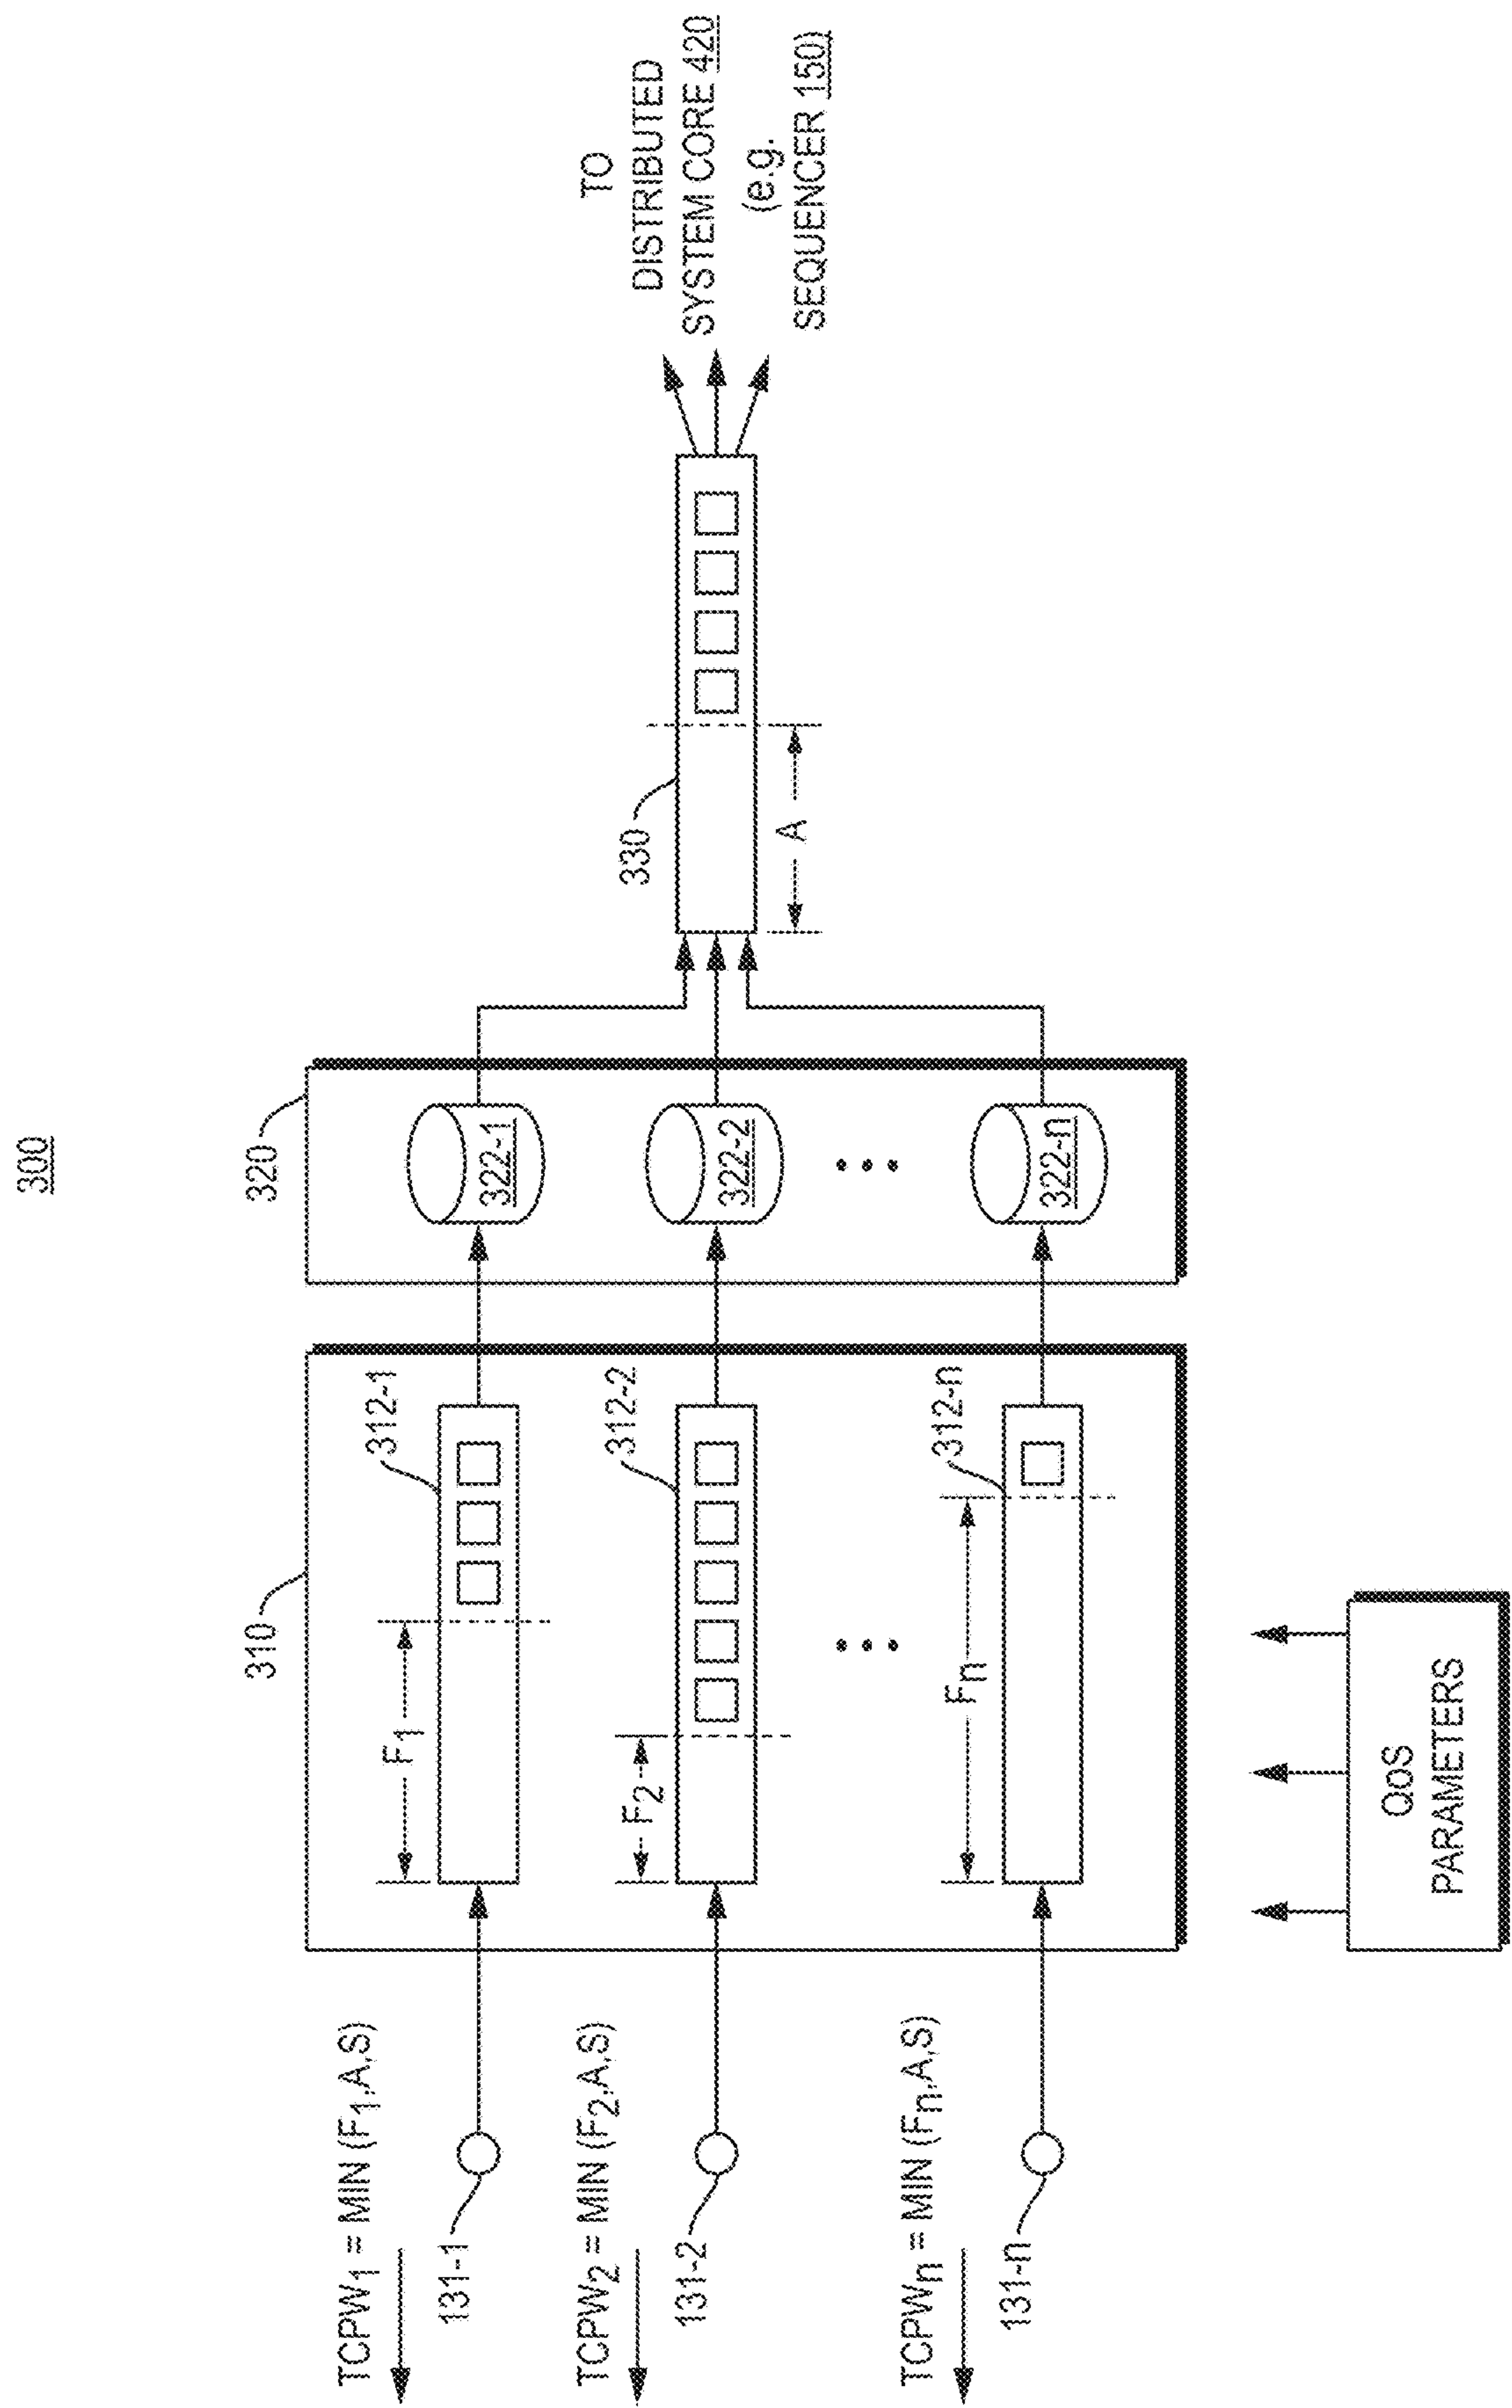 300
TCPW1 = MIN (F1,A,S)
131-1
TCPW2 = MIN (F2,A,S)
131-2
TCPWn = MIN (Fn,A,S)
131-n
310
F1
312-1
F2
312-2
Fn
312-n
QOS
PARAMETERS
320
322-1
322-2
322-n
330
A
TO
DISTRIBUTED
SYSTEM CORE 420
(e.g.
SEQUENCER 150)